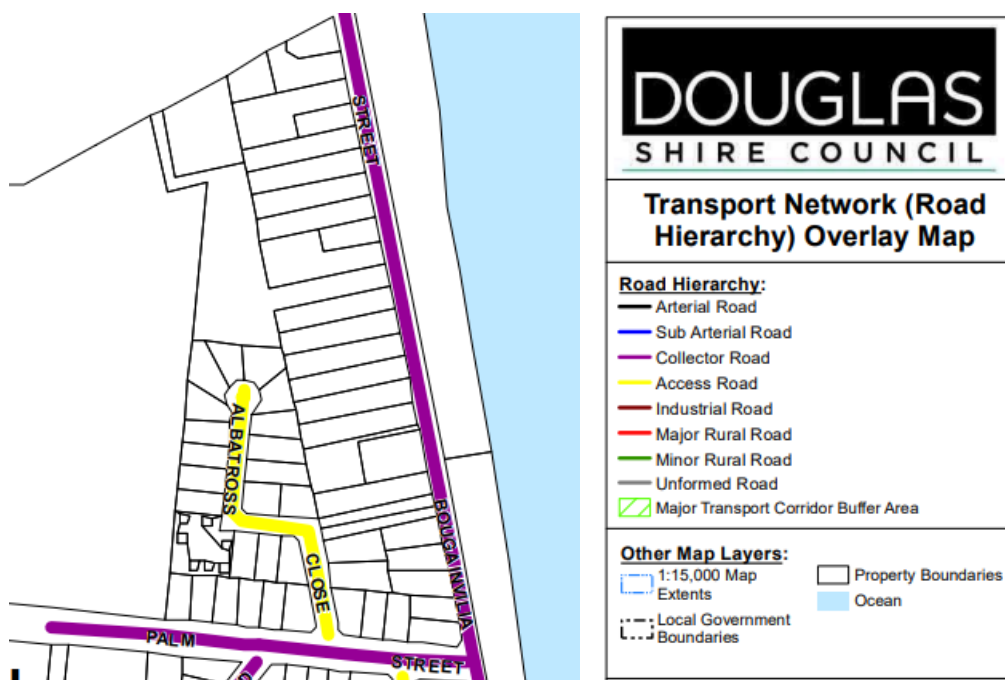 STREET
ALBATROSS
BOUGAINVILIA
CLOSE
PALM
STREET
DOUGLAS
SHIRE COUNCIL
Transport Network (Road
Hierarchy) Overlay Map
Road Hierarchy:
Arterial Road
Sub Arterial Road
Collector Road
Access Road
Industrial Road
Major Rural Road
Minor Rural Road
Unformed Road
Major Transport Corridor Buffer Area
Other Map Layers:
1:15,000 Map
Extents
Local Government
Boundaries
Property Boundaries
Ocean